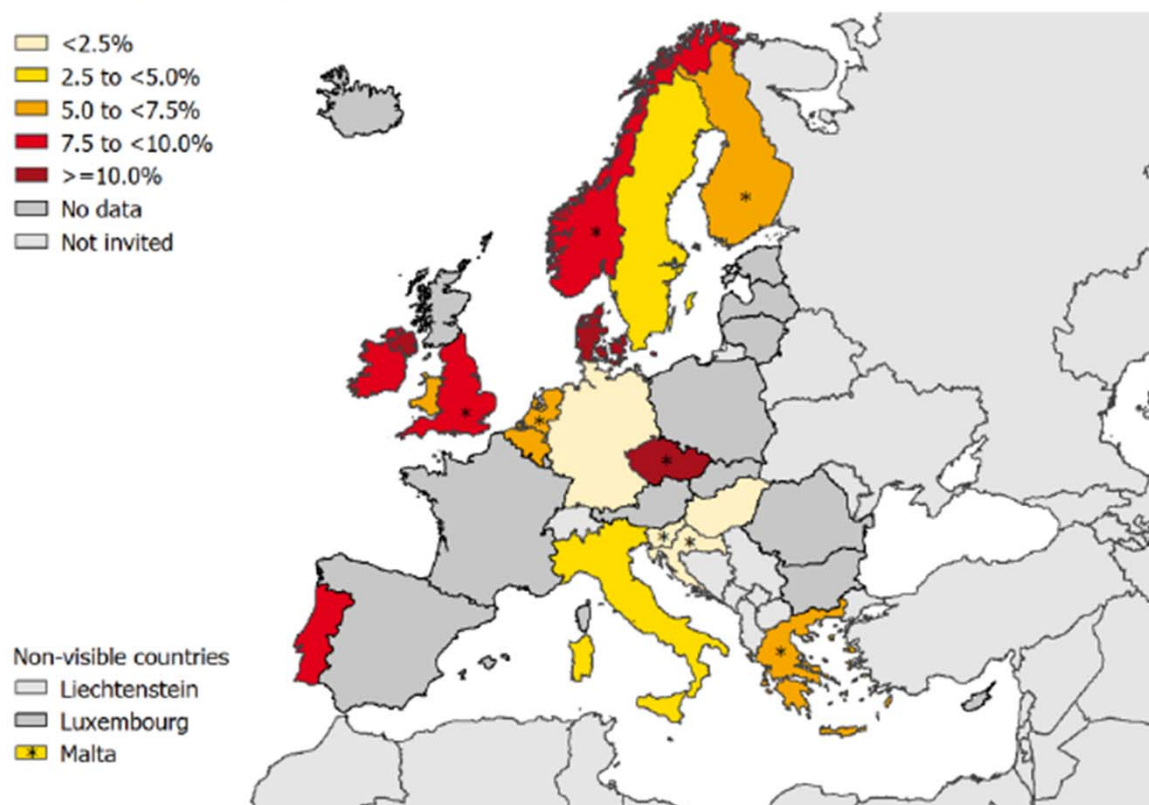 <2.5%
2.5 to <5.0%
5.0 to <7.5%
7.5 to <10.0%
>=10.0%
No data
Not invited
Non-visible countries
Liechtenstein
Luxembourg
Malta